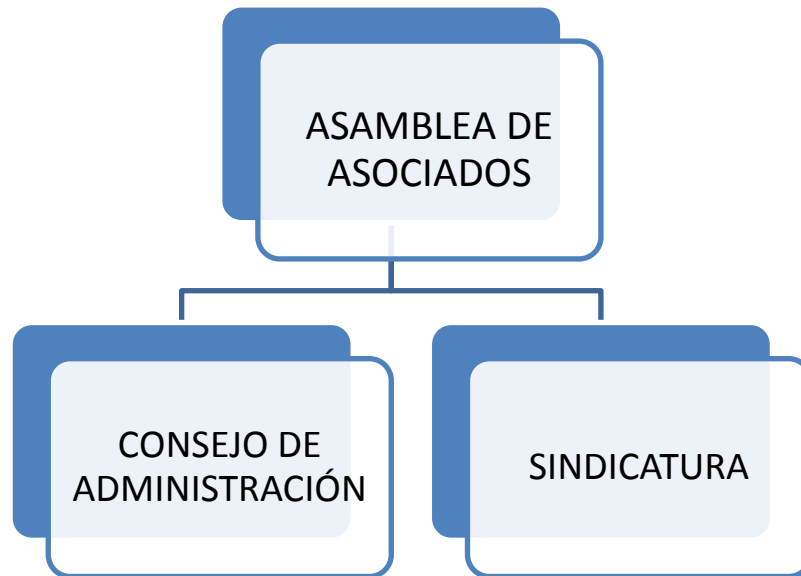 ASAMBLEA DE
ASOCIADOS
CONSEJO DE
ADMINISTRACIÓN
SINDICATURA